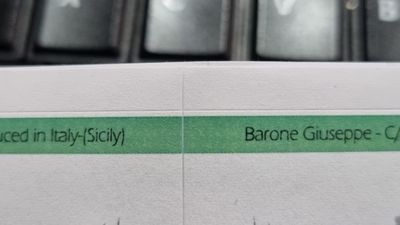 uced in Italy-(Sicily)
Barone Giuseppe - C/